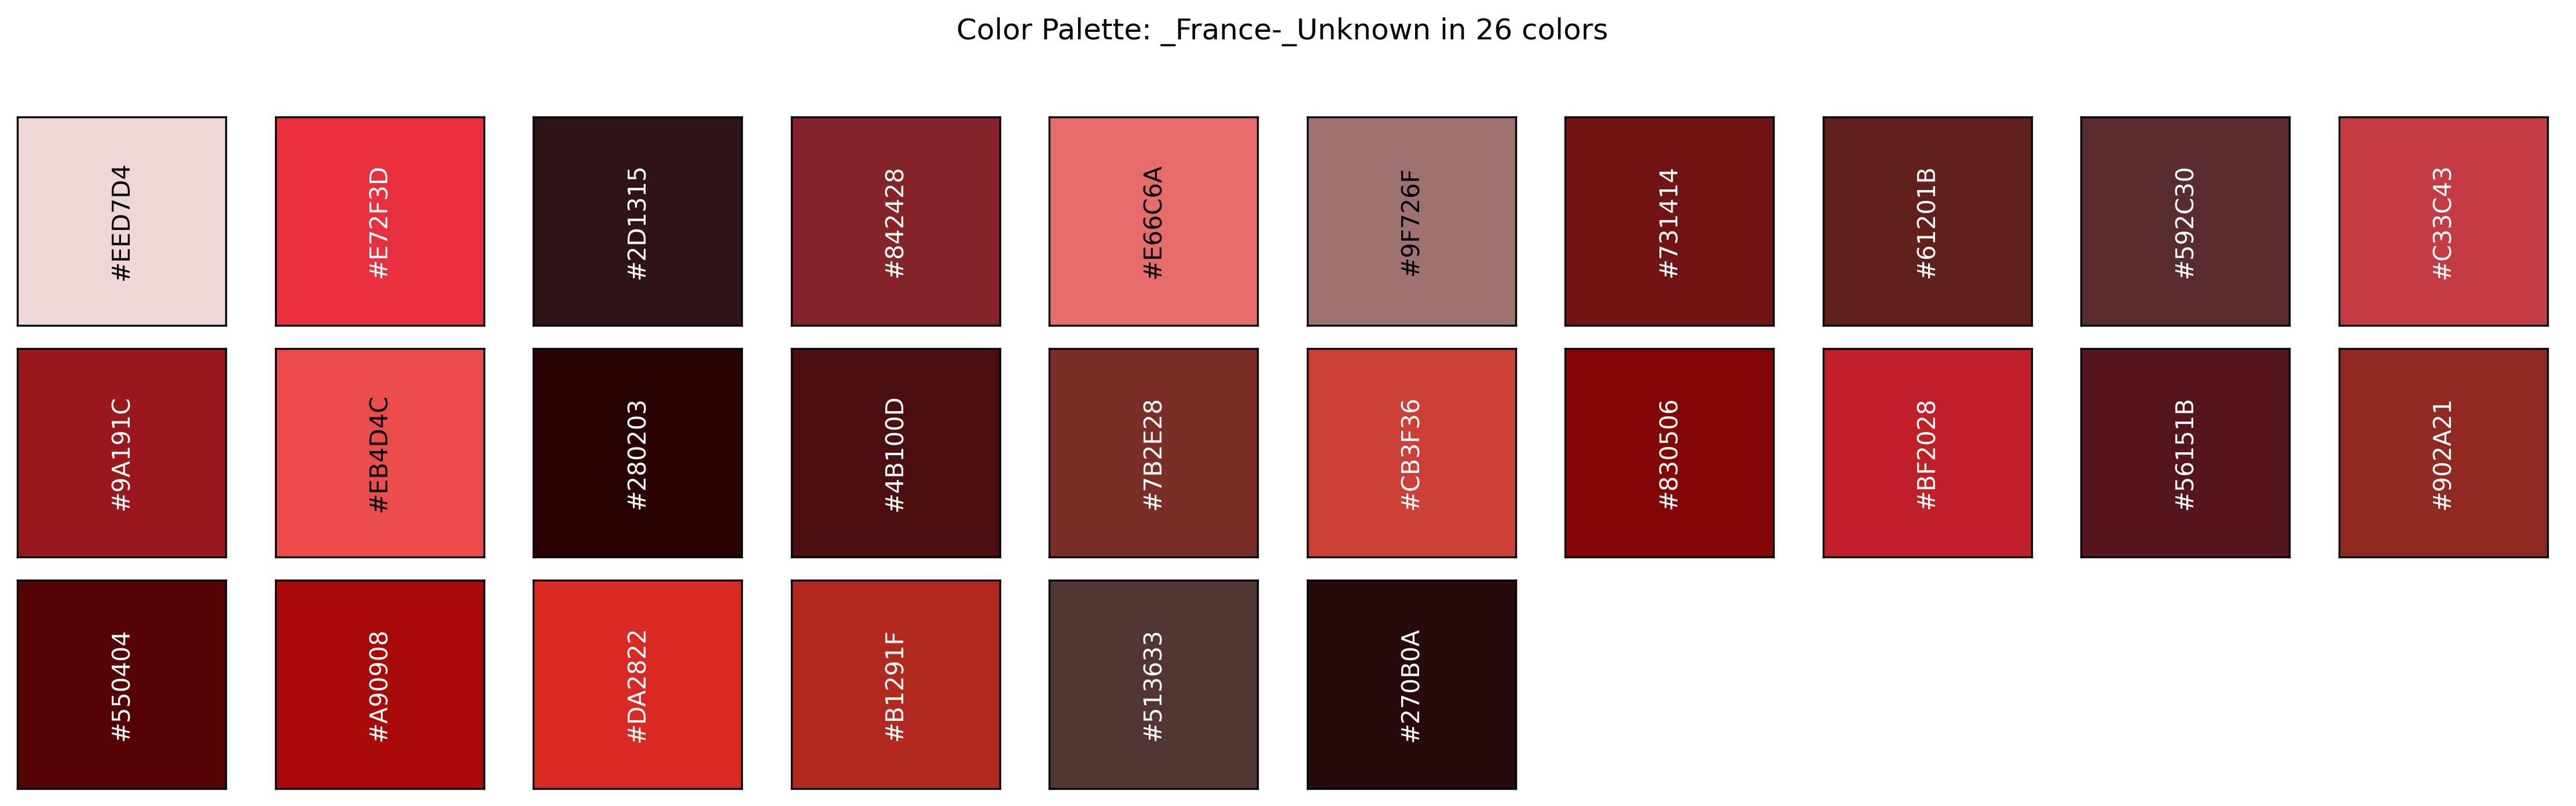 Color Palette: _France-_Unknown in 26 colors
#EED7D4
#E72F3D
#2D1315
#842428
#E66C6A
#9F726F
#731414
#61201B
#592C30
#C33C43
#9A191C
#EB4D4C
#280203
#4B100D
#7B2E28
#CB3F36
#830506
#BF2028
#56151B
#902A21
#550404
#A90908
#DA2822
#B1291F
#513633
#270B0A